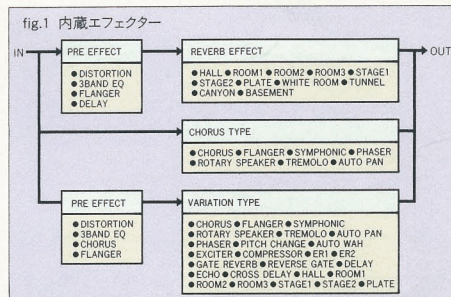 fig.1 内蔵エフェクター
IN
PRE EFFECT
●DISTORTION
●3BAND EQ
●FLANGER
●DELAY
REVERB EFFECT
●HALL●ROOM1●ROOM2●ROOM3●STAGE1
●STAGE2●PLATE●WHITE ROOM●TUNNEL
●CANYON●BASEMENT
OUT
CHORUS TYPE
●CHORUS●FLANGER●SYMPHONIC●PHASER
●ROTARY SPEAKER●TREMOLO●AUTO PAN
PRE EFFECT
●DISTORTION
●3BAND EQ
●CHORUS
●FLANGER
VARIATION TYPE
●CHORUS●FLANGER●SYMPHONIC
●ROTARY SPEAKER●TREMOLO●AUTO PAN
●PHASER●PITCH CHANGE●AUTO WAH
●EXCITER●COMPRESSOR●ER1●ER2
●GATE REVERB●REVERSE GATE●DELAY
●ECHO●CROSS DELAY●HALL●ROOM1
●ROOM2●ROOM3●STAGE1●STAGE2●PLATE